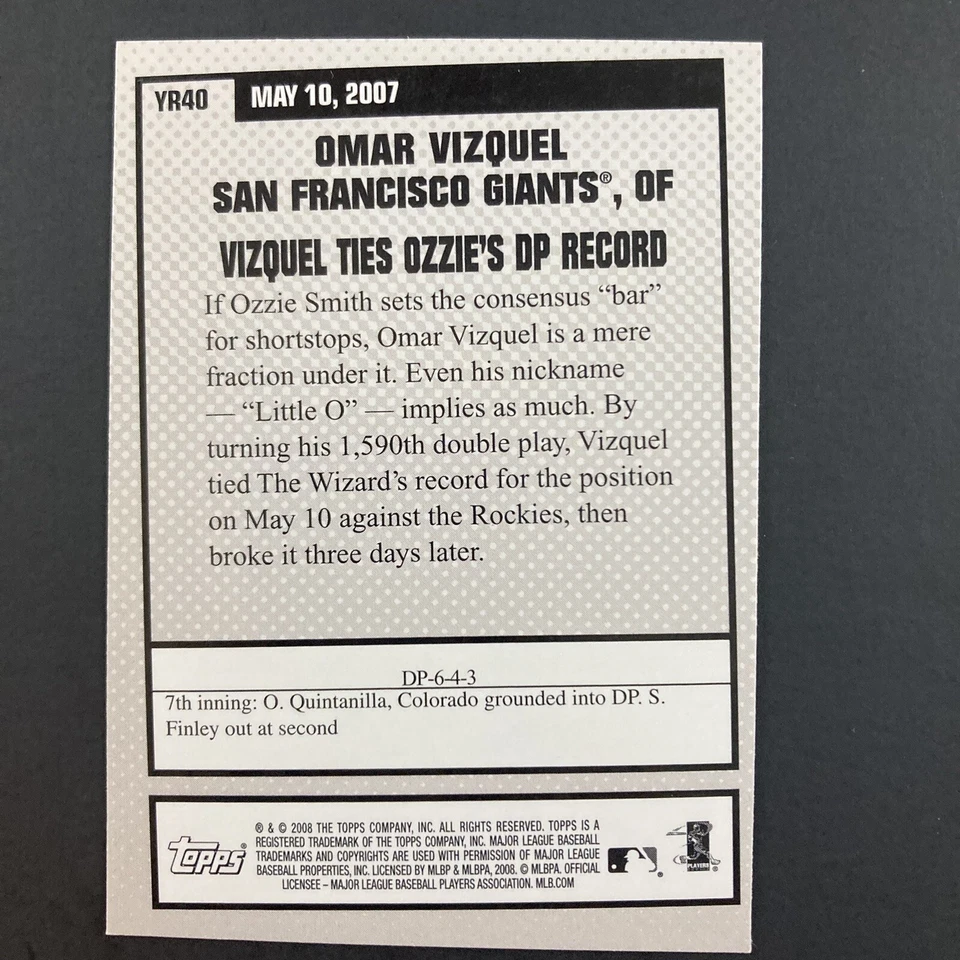 YR40
MAY 10, 2007
OMAR VIZQUEL
SAN FRANCISCO GIANTS®, OF
VIZQUEL TIES OZZIE'S DP RECORD
If Ozzie Smith sets the consensus “bar”
for shortstops, Omar Vizquel is a mere
fraction under it. Even his nickname
— “Little O” — implies as much. By
turning his 1,590th double play, Vizquel
tied The Wizard’s record for the position
on May 10 against the Rockies, then
broke it three days later.
DP-6-4-3
7th inning: O. Quintanilla, Colorado grounded into DP. S.
Finley out at second
topps®
® & © 2008 THE TOPPS COMPANY, INC. ALL RIGHTS RESERVED. TOPPS IS A
REGISTERED TRADEMARK OF THE TOPPS COMPANY, INC. MAJOR LEAGUE BASEBALL
TRADEMARKS AND COPYRIGHTS ARE USED WITH PERMISSION OF MAJOR LEAGUE
BASEBALL PROPERTIES, INC. LICENSED BY MLBP & MLBPA, 2008. © MLBPA. OFFICIAL
LICENSEE – MAJOR LEAGUE BASEBALL PLAYERS ASSOCIATION. MLB.COM
PLAYERS